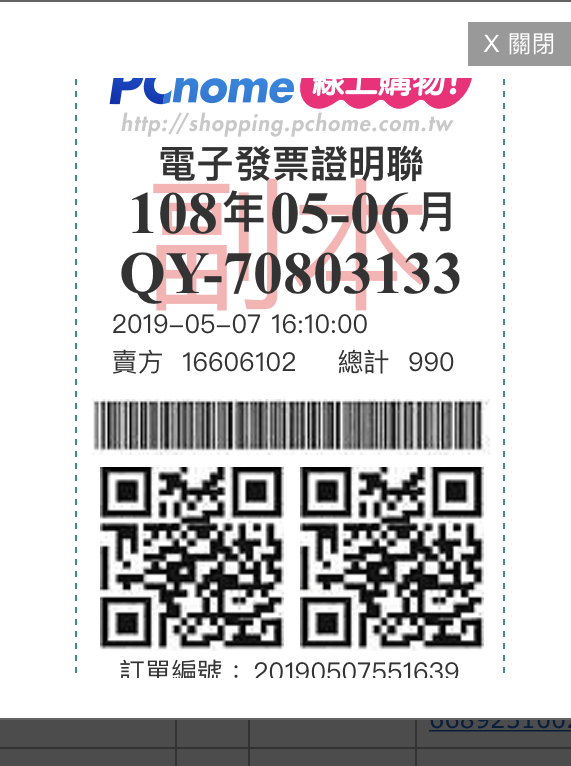 X 關閉
PChome 線上購物!
http://shopping.pchome.com.tw
電子發票證明聯
副本
108年05-06月
QY-70803133
2019-05-07 16:10:00
賣方 16606102 總計 990
訂單編號： 20190507551639